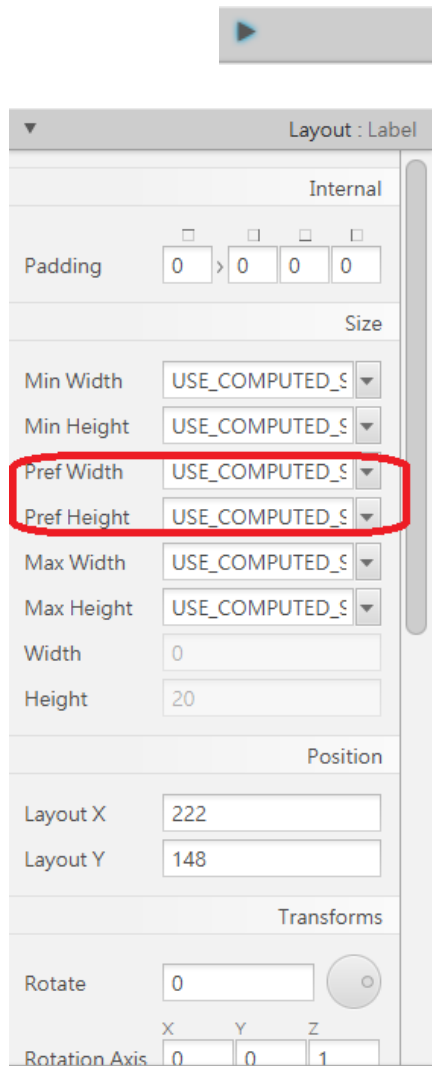 Layout : Label
Internal
Padding 0 > 0 0 0
Size
Min Width USE_COMPUTED_S
Min Height USE_COMPUTED_S
Pref Width USE_COMPUTED_S
Pref Height USE_COMPUTED_S
Max Width USE_COMPUTED_S
Max Height USE_COMPUTED_S
Width 0
Height 20
Position
Layout X 222
Layout Y 148
Transforms
Rotate 0
X Y Z
Rotation Axis 0 0 1